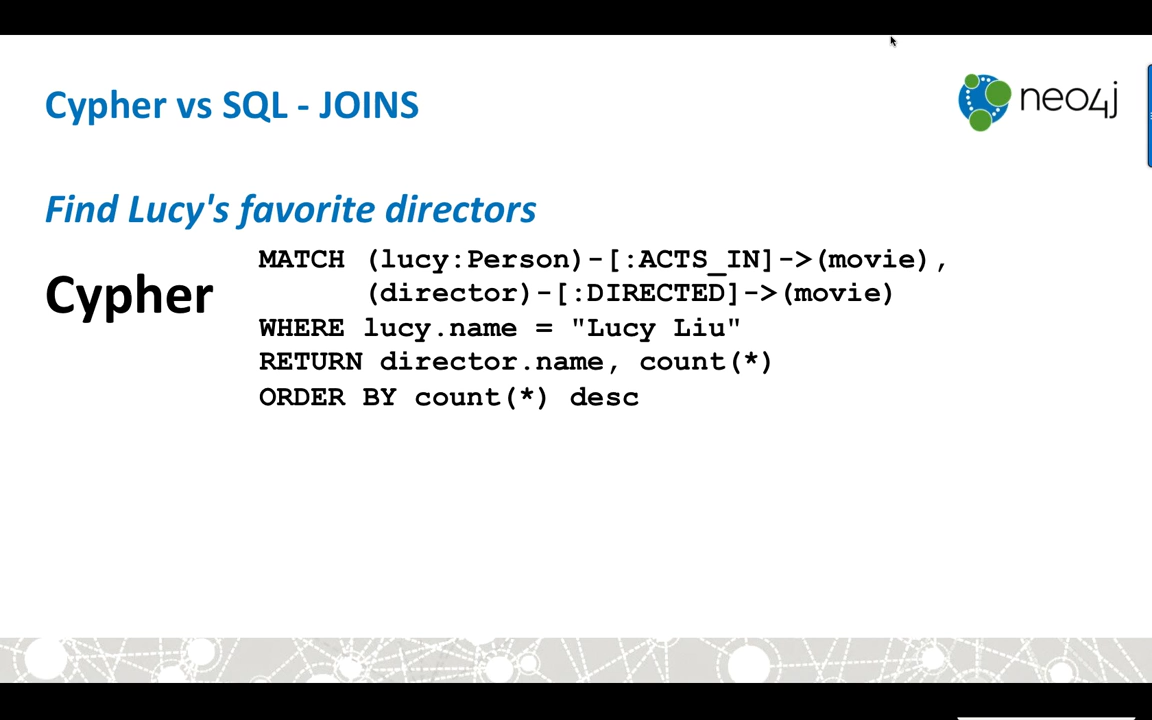 Cypher vs SQL - JOINS
neo4j
Find Lucy's favorite directors
Cypher
MATCH (lucy:Person)-[:ACTS_IN]->(movie),
(director)-[:DIRECTED]->(movie)
WHERE lucy.name = "Lucy Liu"
RETURN director.name, count(*)
ORDER BY count(*) desc